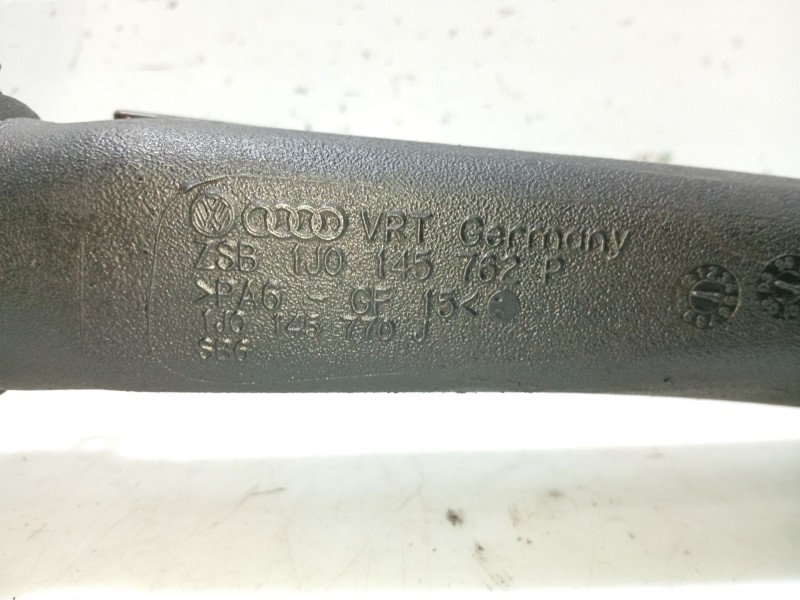 VRT Germany
ZSB 1J0 145 762 P
>PA6 - GF 15<
1J0 145 770 J